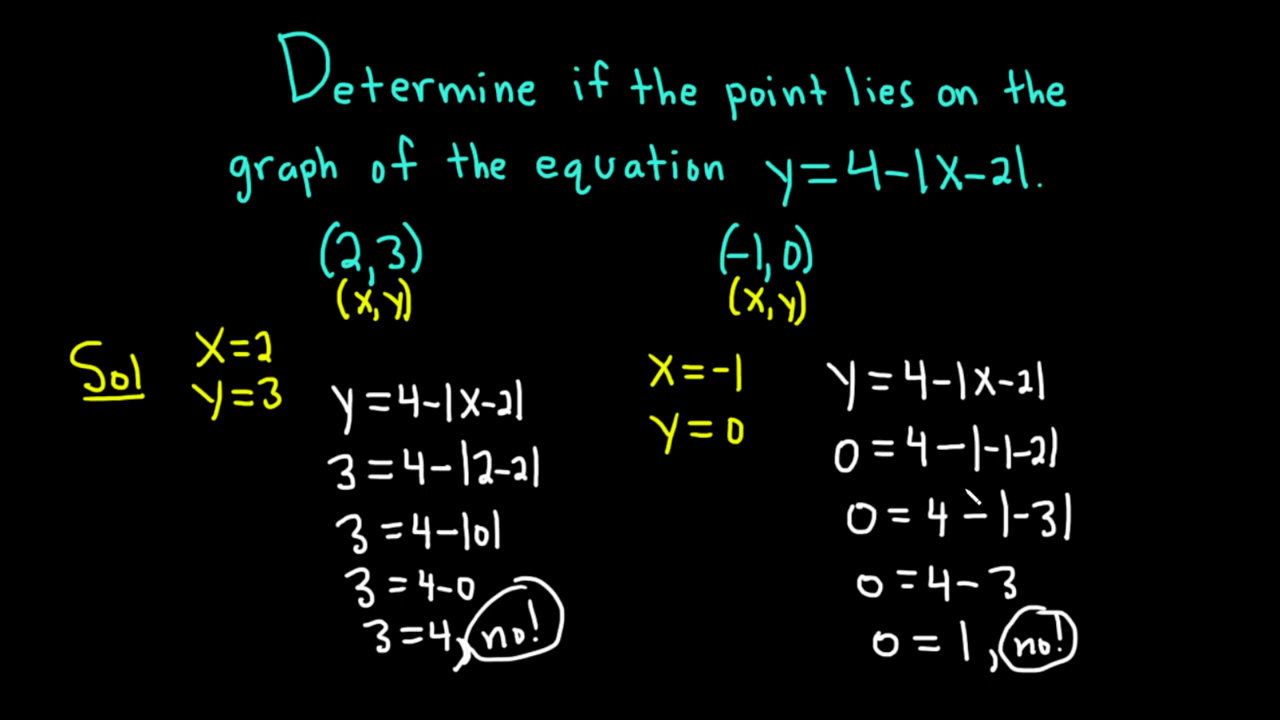 Determine if the point lies on the
graph of the equation y=4-|x-2|.
(2,3)
(x,y)
Sol
x=2
y=3
y=4-|x-2|
3=4-|2-2|
3=4-|0|
3=4-0
3=4, no!
(-1,0)
(x,y)
x=-1
y=0
y=4-|x-2|
0=4-|-1-2|
0=4-|-3|
0=4-3
0=1, no!